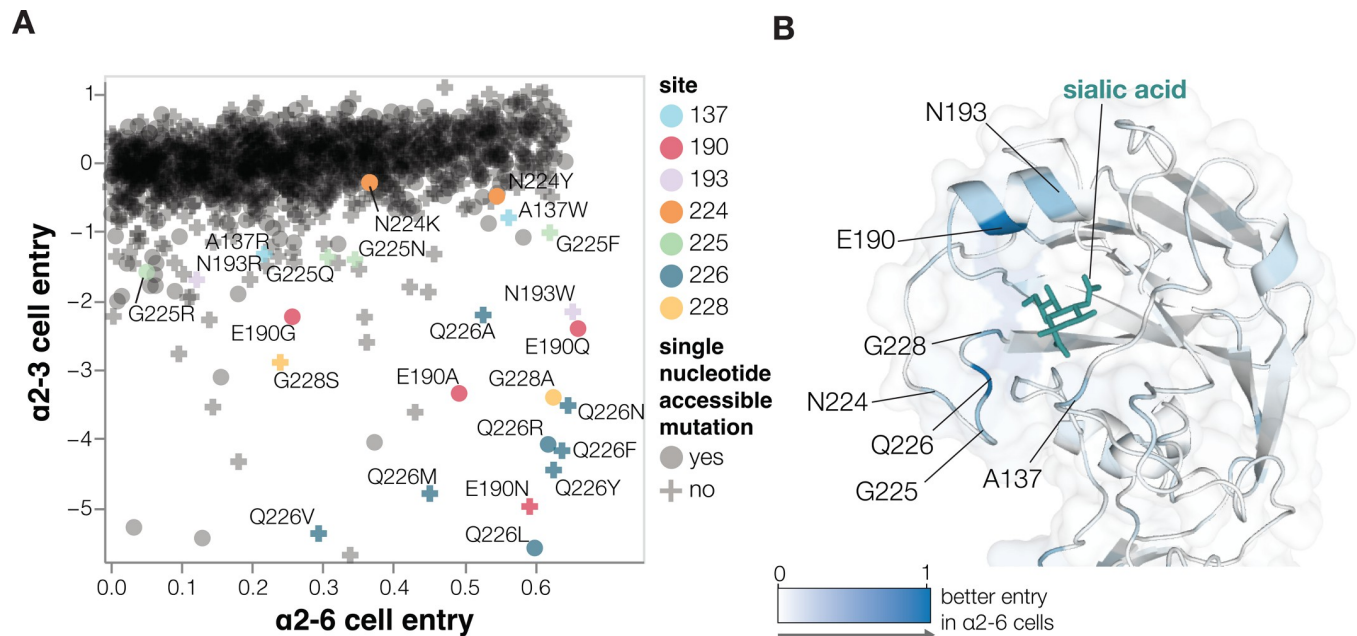 A
α2-3 cell entry
1
0
−1
−2
−3
−4
−5
0.0
0.1
0.2
0.3
0.4
0.5
0.6
α2-6 cell entry
N224Y
A137W
N224K
G225F
A137R
G225N
N193R
G225Q
G225R
N193W
E190G
Q226A
E190Q
G228S
E190A
G228A
Q226N
Q226R
Q226F
Q226M
E190N
Q226Y
Q226V
Q226L
site
137
190
193
224
225
226
228
single
nucleotide
accessible
mutation
yes
no
B
sialic acid
N193
E190
G228
N224
Q226
G225
A137
0
1
better entry
in α2-6 cells